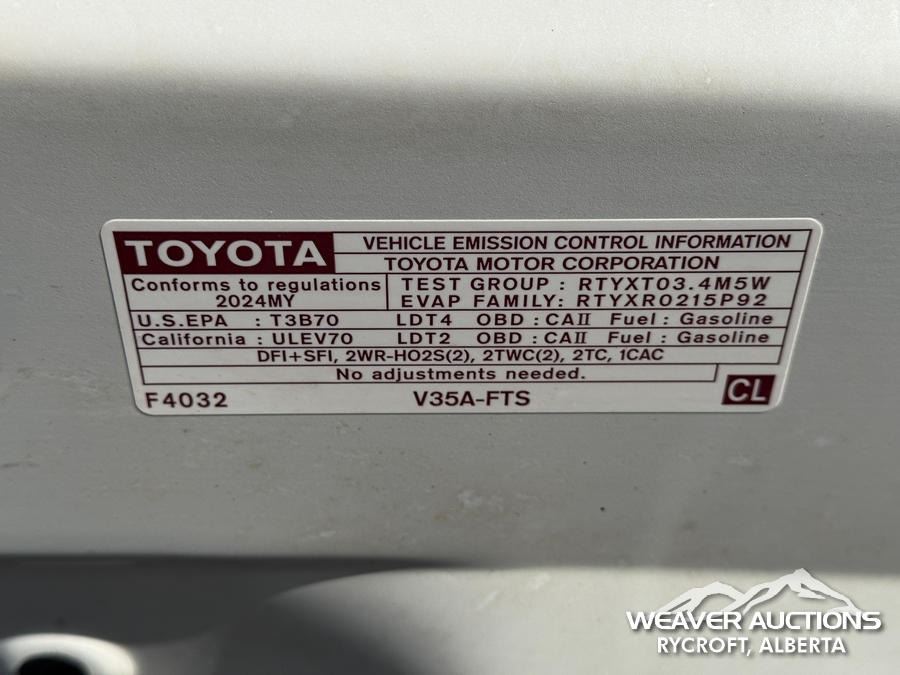 TOYOTA VEHICLE EMISSION CONTROL INFORMATION
TOYOTA MOTOR CORPORATION
Conforms to regulations
2024MY
TEST GROUP : RTYXT03.4M5W
EVAP FAMILY: RTYXR0215P92
U.S.EPA : T3B70 LDT4 OBD : CAII Fuel : Gasoline
California : ULEV70 LDT2 OBD : CAII Fuel : Gasoline
DFI+SFI, 2WR-HO2S(2), 2TWC(2), 2TC, 1CAC
No adjustments needed.
F4032 V35A-FTS CL
WEAVER AUCTIONS
RYCROFT, ALBERTA